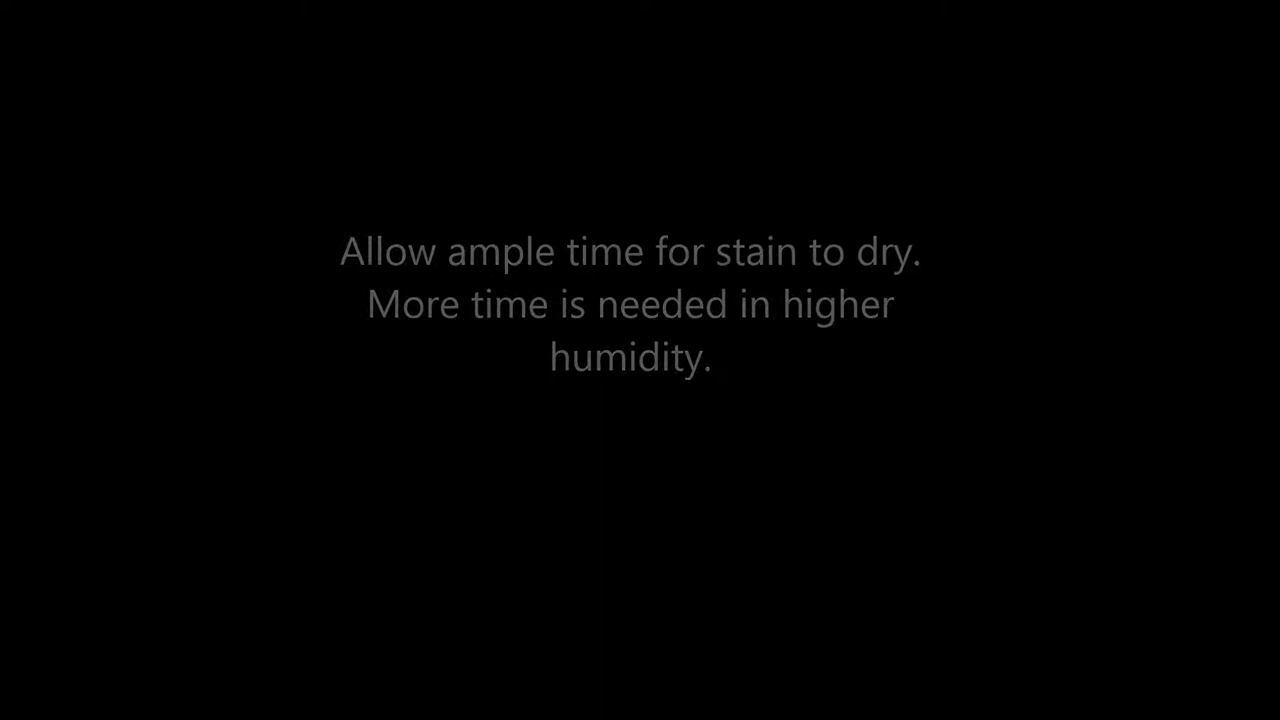 Allow ample time for stain to dry.
More time is needed in higher
humidity.